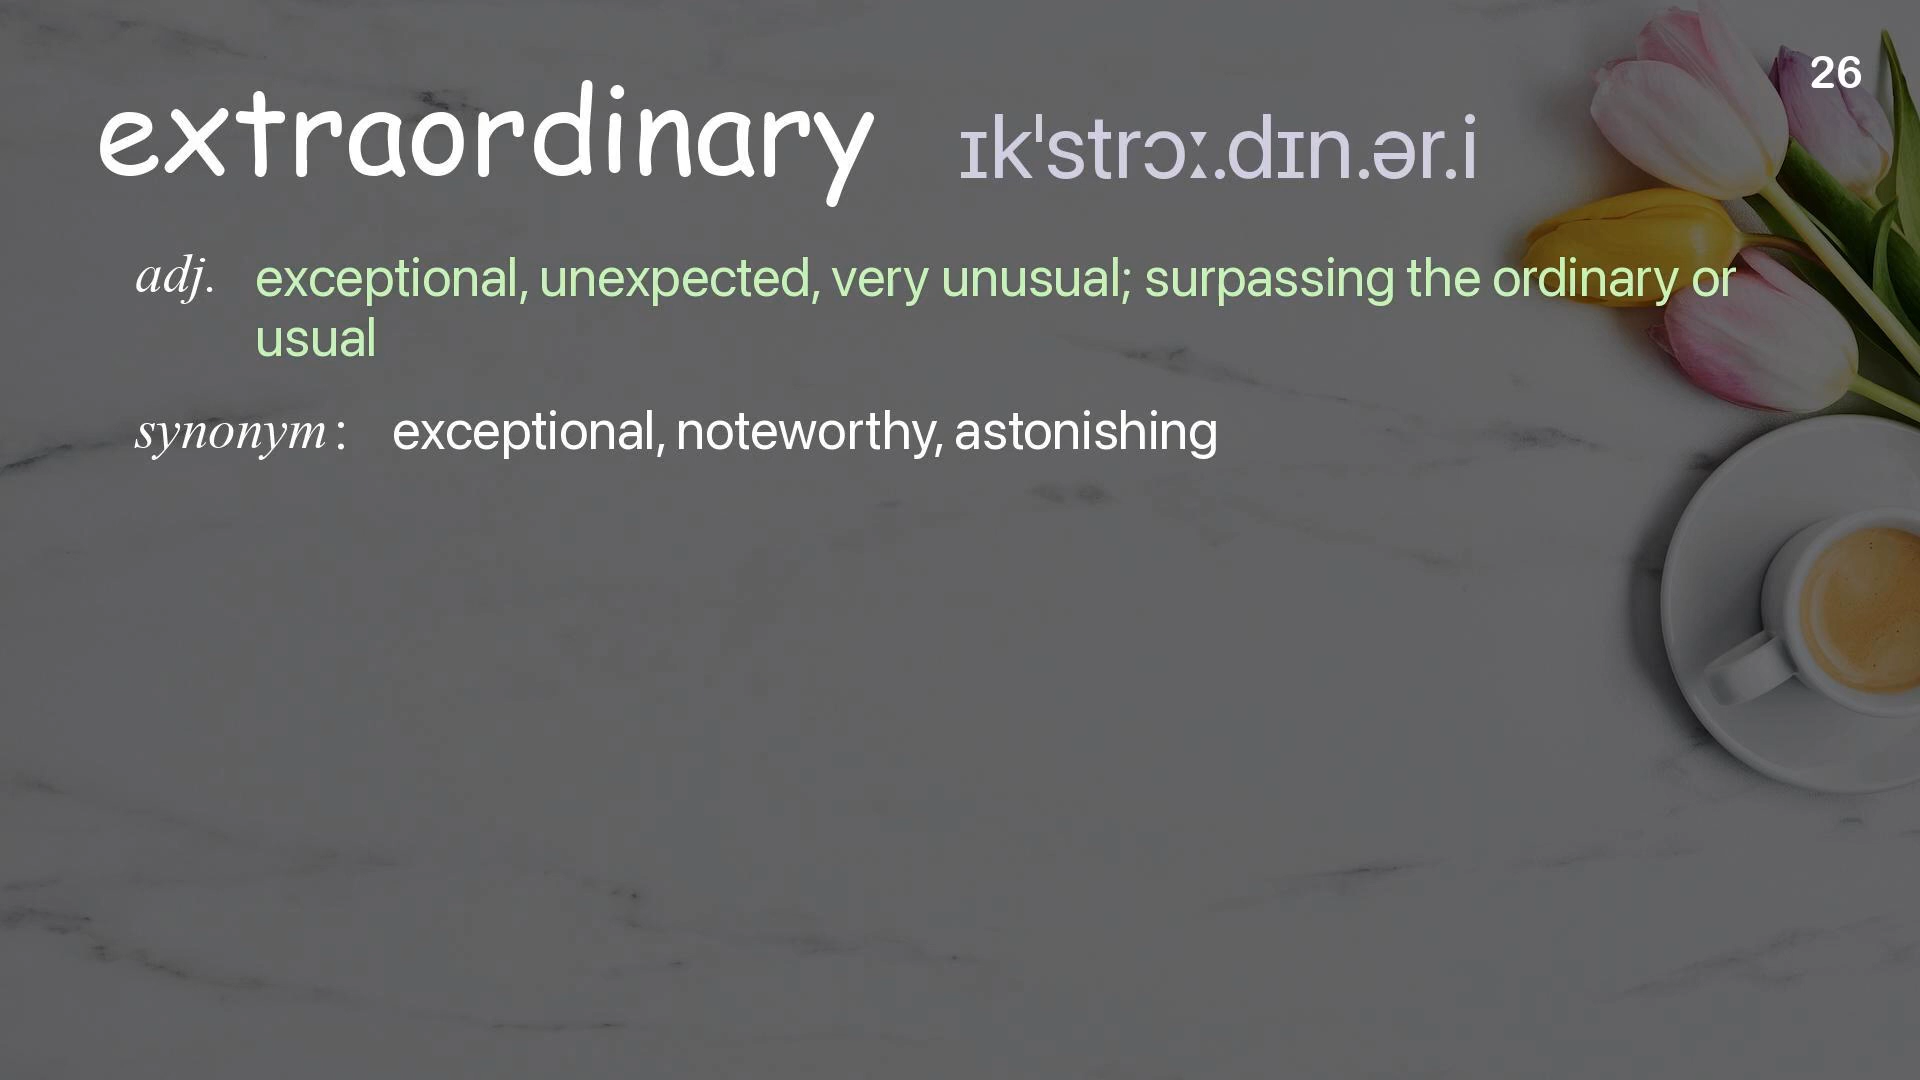 26
extraordinary ɪkˈstrɔː.dɪn.ər.i
adj. exceptional, unexpected, very unusual; surpassing the ordinary or
usual
synonym: exceptional, noteworthy, astonishing